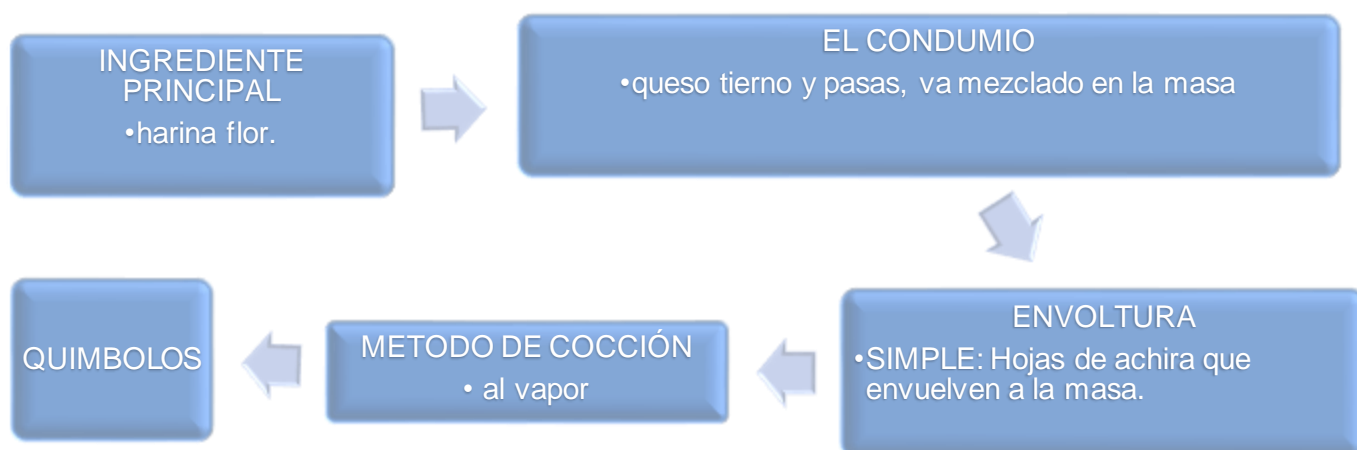 INGREDIENTE
PRINCIPAL
•harina flor.
EL CONDUMIO
•queso tierno y pasas, va mezclado en la masa
ENVOLTURA
•SIMPLE: Hojas de achira que
envuelven a la masa.
METODO DE COCCIÓN
• al vapor
QUIMBOLOS